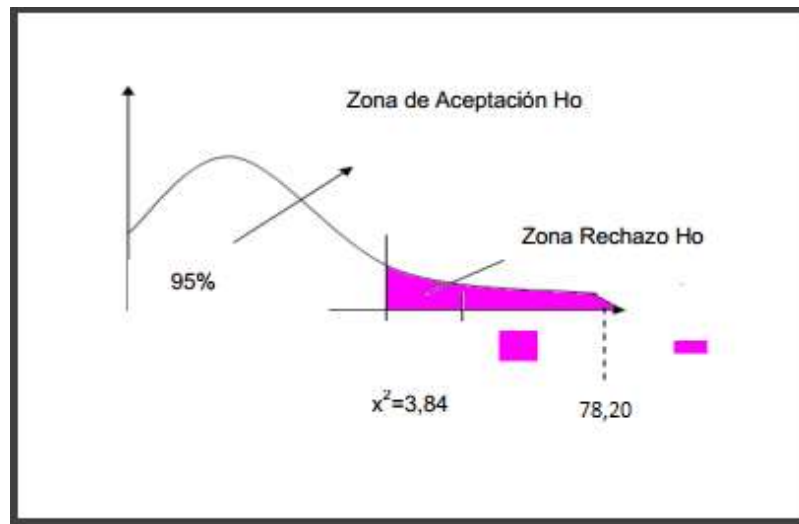 Zona de Aceptación Ho
Zona Rechazo Ho
95%
x²=3,84
78,20